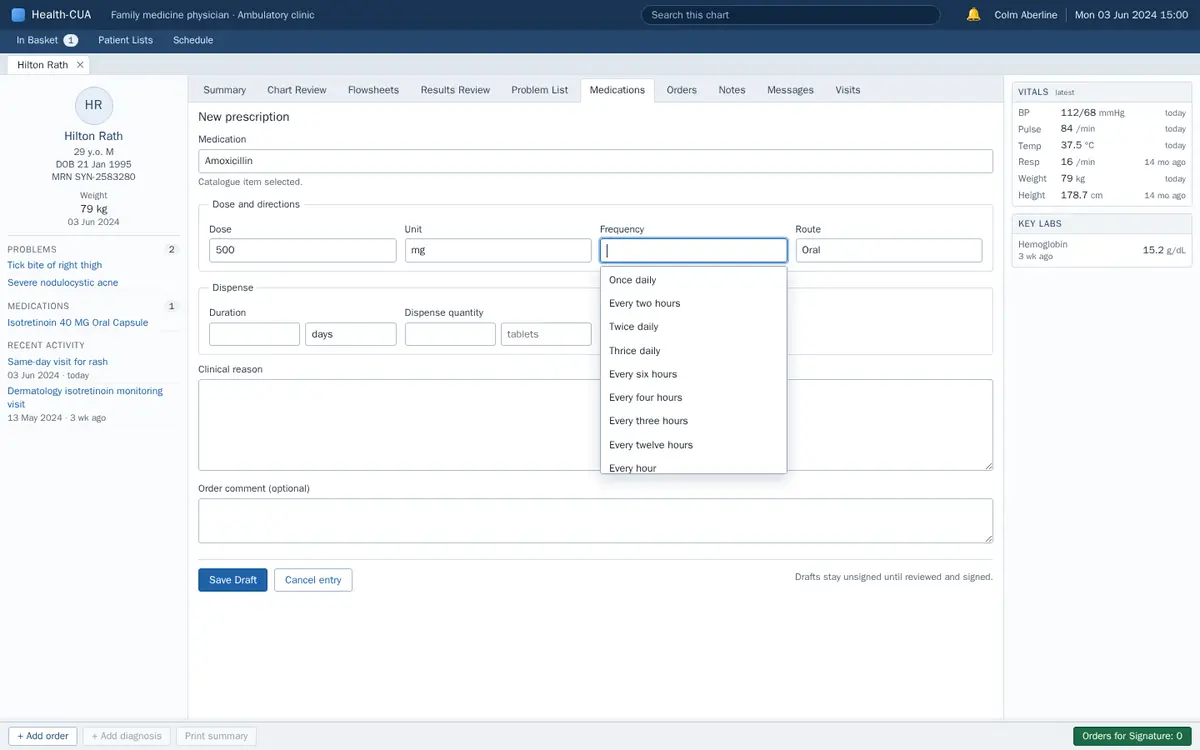 Health-CUA Family medicine physician · Ambulatory clinic Search this chart Colm Aberline Mon 03 Jun 2024 15:00
In Basket 1 Patient Lists Schedule
Hilton Rath ×
HR
Hilton Rath
29 y.o. M
DOB 21 Jan 1995
MRN SYN-2583280
Weight
79 kg
03 Jun 2024
PROBLEMS 2
Tick bite of right thigh
Severe nodulocystic acne
MEDICATIONS 1
Isotretinoin 40 MG Oral Capsule
RECENT ACTIVITY
Same-day visit for rash
03 Jun 2024 · today
Dermatology isotretinoin monitoring
visit
13 May 2024 · 3 wk ago
Summary Chart Review Flowsheets Results Review Problem List Medications Orders Notes Messages Visits
New prescription
Medication
Amoxicillin
Catalogue item selected.
Dose and directions
Dose Unit Frequency Route
500 mg Oral
Once daily
Every two hours
Twice daily
Thrice daily
Every six hours
Every four hours
Every three hours
Every twelve hours
Every hour
Dispense
Duration Dispense quantity
days tablets
Clinical reason
Order comment (optional)
Save Draft Cancel entry Drafts stay unsigned until reviewed and signed.
VITALS latest
BP 112/68 mmHg today
Pulse 84 /min today
Temp 37.5 °C today
Resp 16 /min 14 mo ago
Weight 79 kg today
Height 178.7 cm 14 mo ago
KEY LABS
Hemoglobin 15.2 g/dL
3 wk ago
+ Add order + Add diagnosis Print summary Orders for Signature: 0